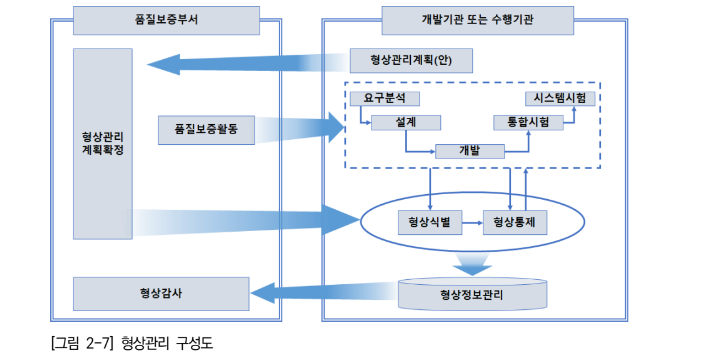 품질보증부서
개발기관 또는 수행기관
형상관리계획(안)
형상관리
계획확정
품질보증활동
요구분석
설계
개발
통합시험
시스템시험
형상식별
형상통제
형상감사
형상정보관리
[그림 2-7] 형상관리 구성도